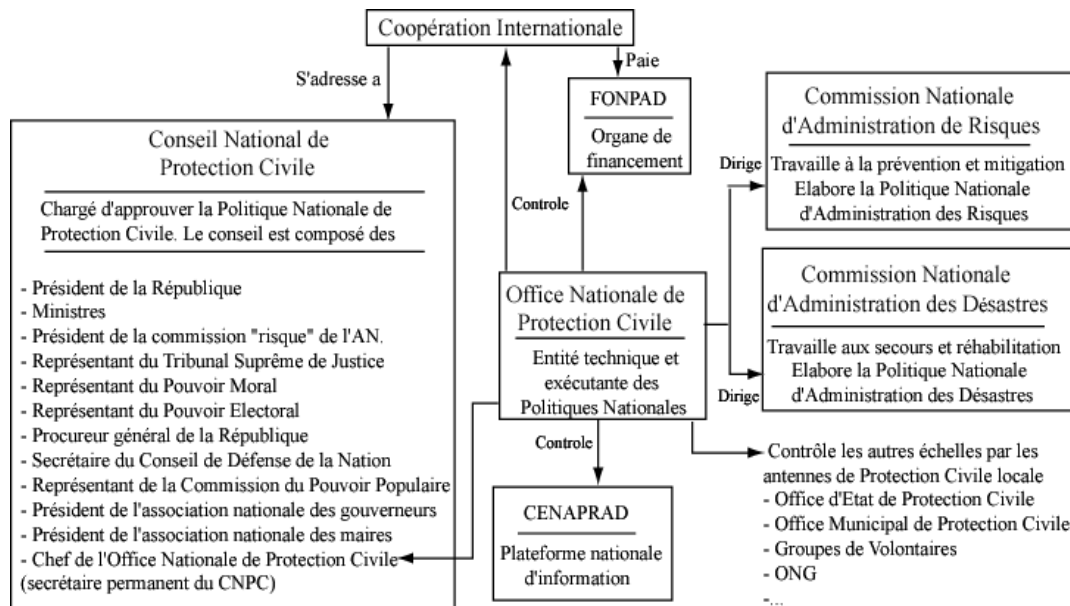 Coopération Internationale
S'adresse a
Paie
FONPAD
Organe de
financement
Conseil National de
Protection Civile
Chargé d'approuver la Politique Nationale de
Protection Civile. Le conseil est composé des
- Président de la République
- Ministres
- Président de la commission "risque" de l'AN.
- Représentant du Tribunal Suprême de Justice
- Représentant du Pouvoir Moral
- Représentant du Pouvoir Electoral
- Procureur général de la République
- Secrétaire du Conseil de Défense de la Nation
- Représentant de la Commission du Pouvoir Populaire
- Président de l'association nationale des gouverneurs
- Président de l'association nationale des maires
- Chef de l'Office Nationale de Protection Civile
(secrétaire permanent du CNPC)
Controle
Office Nationale de
Protection Civile
Entité technique et
exécutante des
Politiques Nationales
Controle
CENAPRAD
Plateforme nationale
d'information
Dirige
Commission Nationale
d'Administration de Risques
Travaille à la prévention et mitigation
Elabore la Politique Nationale
d'Administration des Risques
Commission Nationale
d'Administration des Désastres
Travaille aux secours et réhabilitation
Elabore la Politique Nationale
d'Administration des Désastres
Dirige
Contrôle les autres échelles par les
antennes de Protection Civile locale
- Office d'Etat de Protection Civile
- Office Municipal de Protection Civile
- Groupes de Volontaires
- ONG
-...